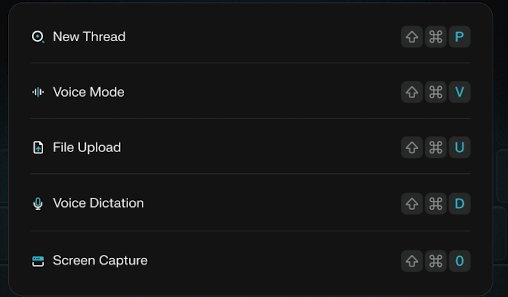 New Thread ⇧ ⌘ P
Voice Mode ⇧ ⌘ V
File Upload ⇧ ⌘ U
Voice Dictation ⇧ ⌘ D
Screen Capture ⇧ ⌘ 0